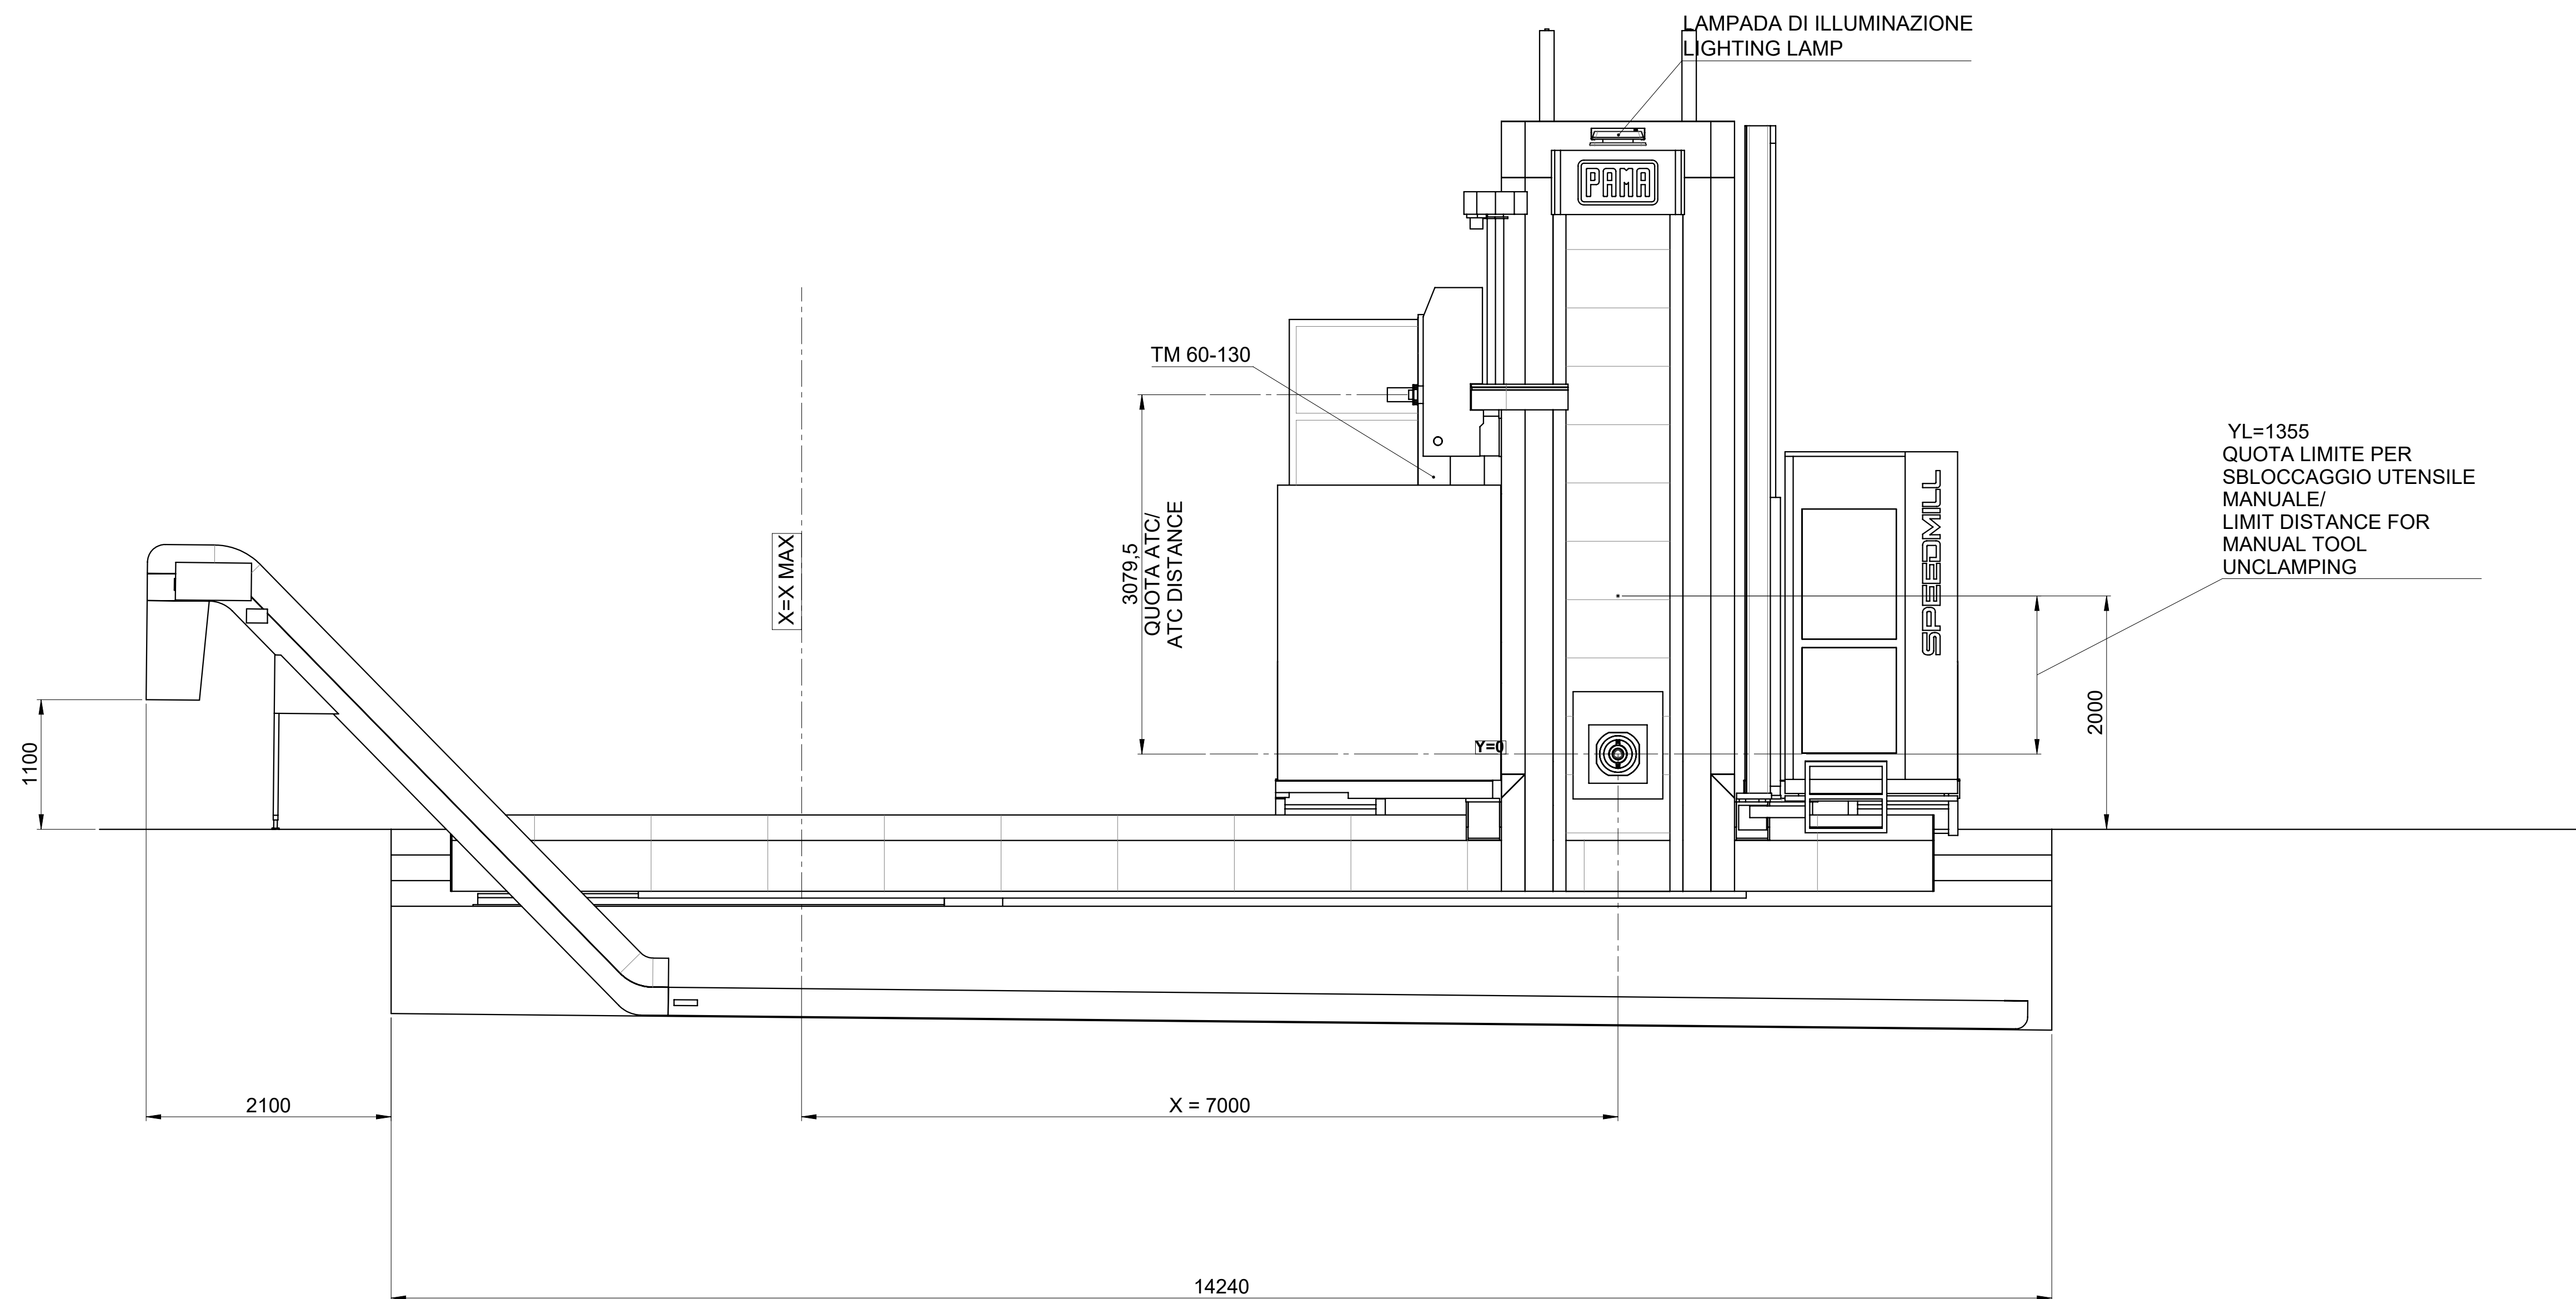 LAMPADA DI ILLUMINAZIONE
LIGHTING LAMP
PAMA
TM 60-130
YL=1355
QUOTA LIMITE PER
SBLOCCAGGIO UTENSILE
MANUALE/
LIMIT DISTANCE FOR
MANUAL TOOL
UNCLAMPING
SPEEDMILL
X=X MAX
3079,5
QUOTA ATC/
ATC DISTANCE
Y=0
2000
1100
2100
X = 7000
14240